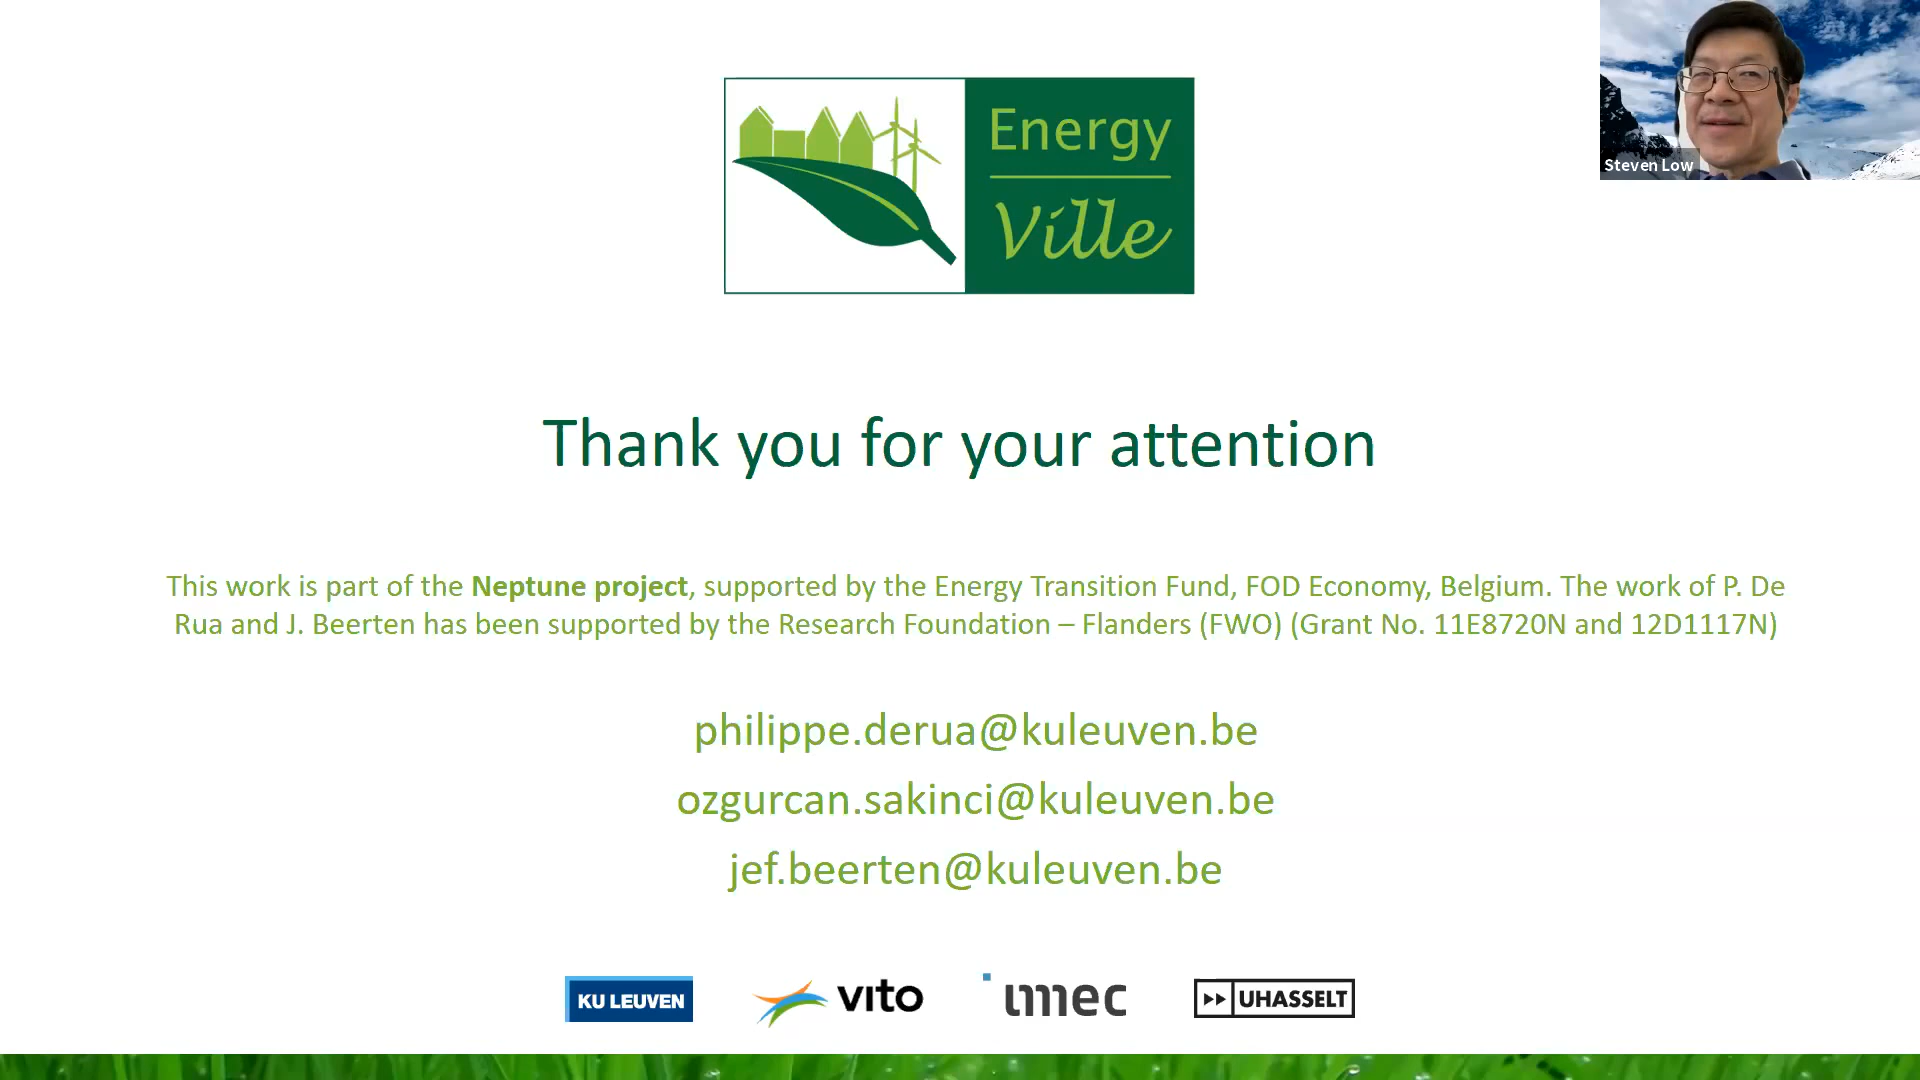 Energy
Ville
Steven Low
Thank you for your attention
This work is part of the Neptune project, supported by the Energy Transition Fund, FOD Economy, Belgium. The work of P. De
Rua and J. Beerten has been supported by the Research Foundation – Flanders (FWO) (Grant No. 11E8720N and 12D1117N)
philippe.derua@kuleuven.be
ozgurcan.sakinci@kuleuven.be
jef.beerten@kuleuven.be
KU LEUVEN
vito
imec
UHASSELT